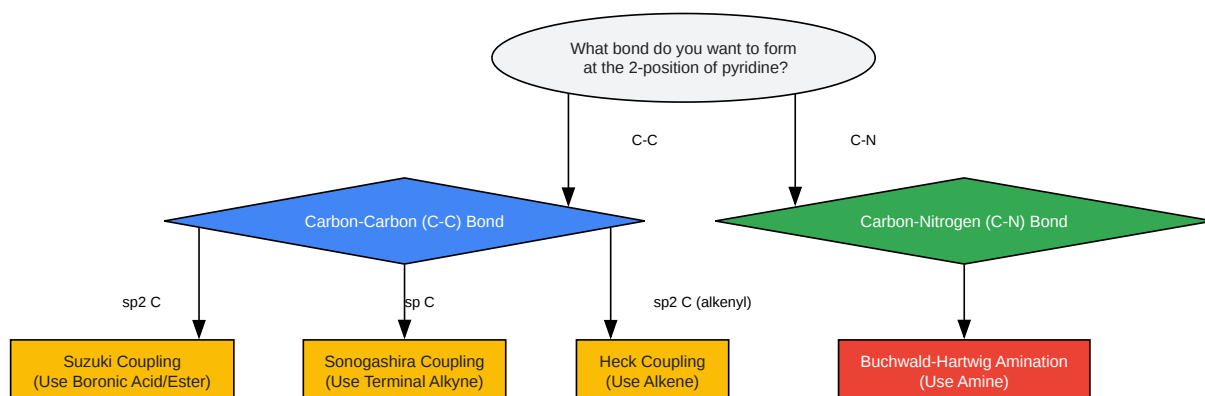 What bond do you want to form
at the 2-position of pyridine?
C-C
C-N
Carbon-Carbon (C-C) Bond
Carbon-Nitrogen (C-N) Bond
sp2 C
sp C
sp2 C (alkenyl)
Suzuki Coupling
(Use Boronic Acid/Ester)
Sonogashira Coupling
(Use Terminal Alkyne)
Heck Coupling
(Use Alkene)
Buchwald-Hartwig Amination
(Use Amine)